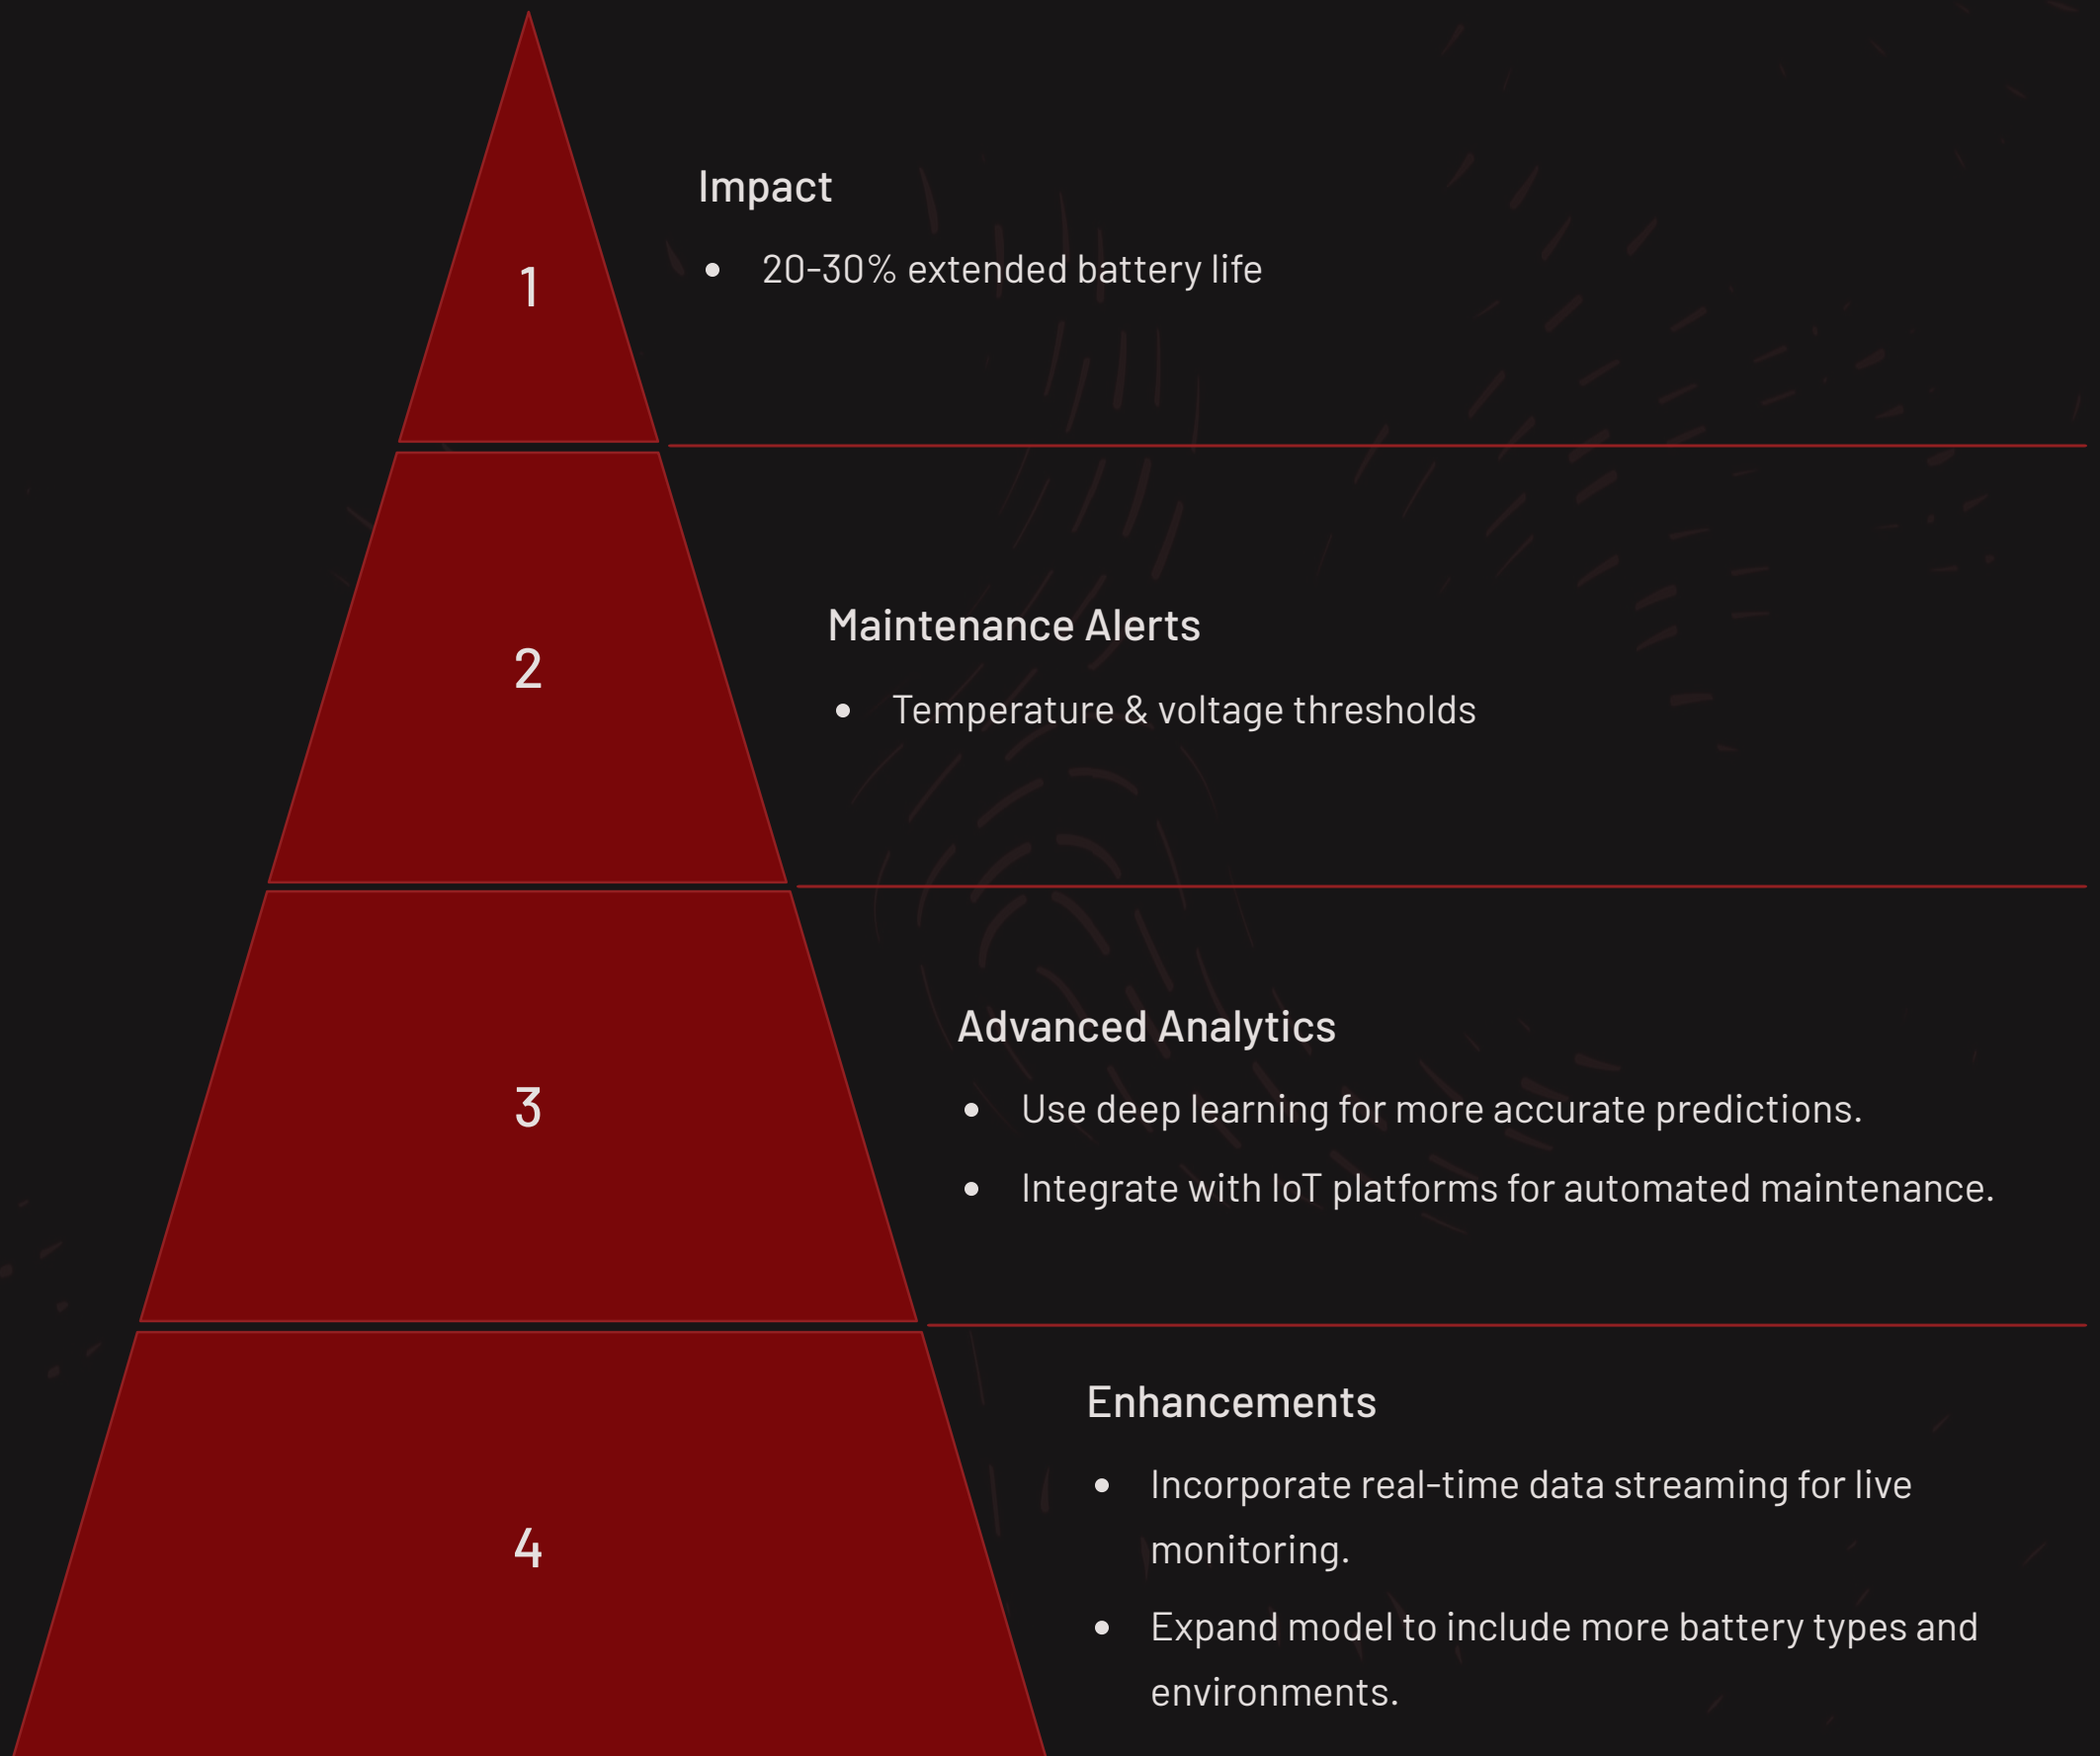 Impact
1
• 20-30% extended battery life
Maintenance Alerts
2
• Temperature & voltage thresholds
Advanced Analytics
3
• Use deep learning for more accurate predictions.
• Integrate with IoT platforms for automated maintenance.
Enhancements
4
• Incorporate real-time data streaming for live
monitoring.
• Expand model to include more battery types and
environments.